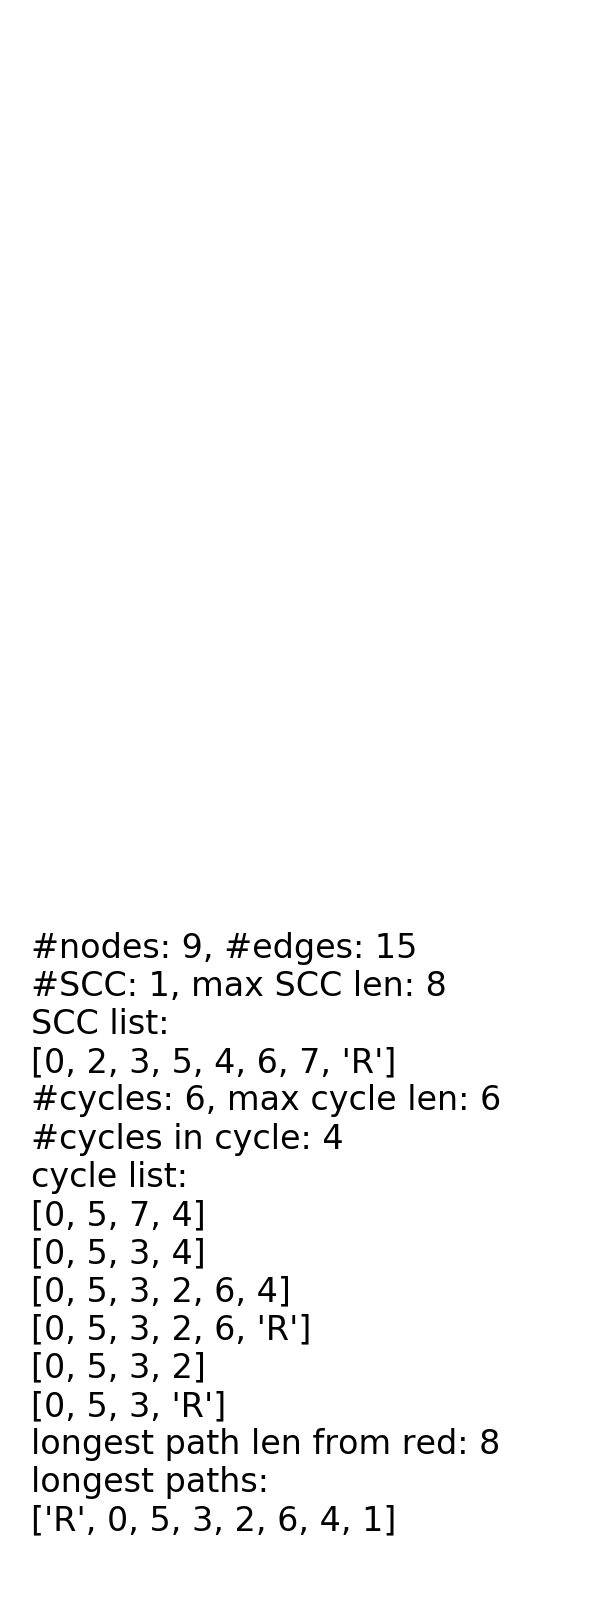 #nodes: 9, #edges: 15
#SCC: 1, max SCC len: 8
SCC list:
[0, 2, 3, 5, 4, 6, 7, 'R']
#cycles: 6, max cycle len: 6
#cycles in cycle: 4
cycle list:
[0, 5, 7, 4]
[0, 5, 3, 4]
[0, 5, 3, 2, 6, 4]
[0, 5, 3, 2, 6, 'R']
[0, 5, 3, 2]
[0, 5, 3, 'R']
longest path len from red: 8
longest paths:
['R', 0, 5, 3, 2, 6, 4, 1]